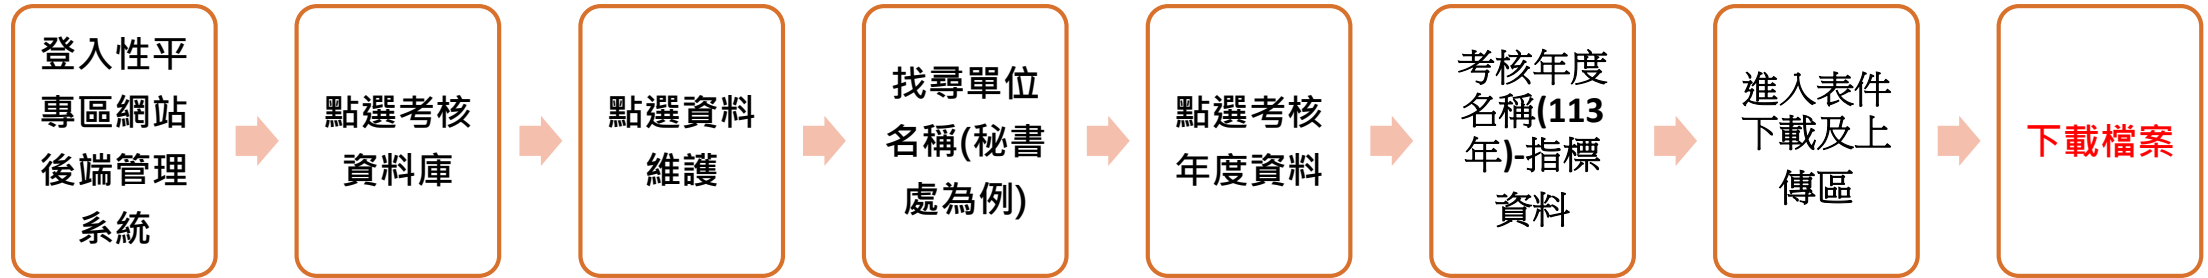 登入性平
專區網站
後端管理
系統
點選考核
資料庫
點選資料
維護
找尋單位
名稱(秘書
處為例)
點選考核
年度資料
考核年度
名稱(113
年)-指標
資料
進入表件
下載及上
傳區
下載檔案